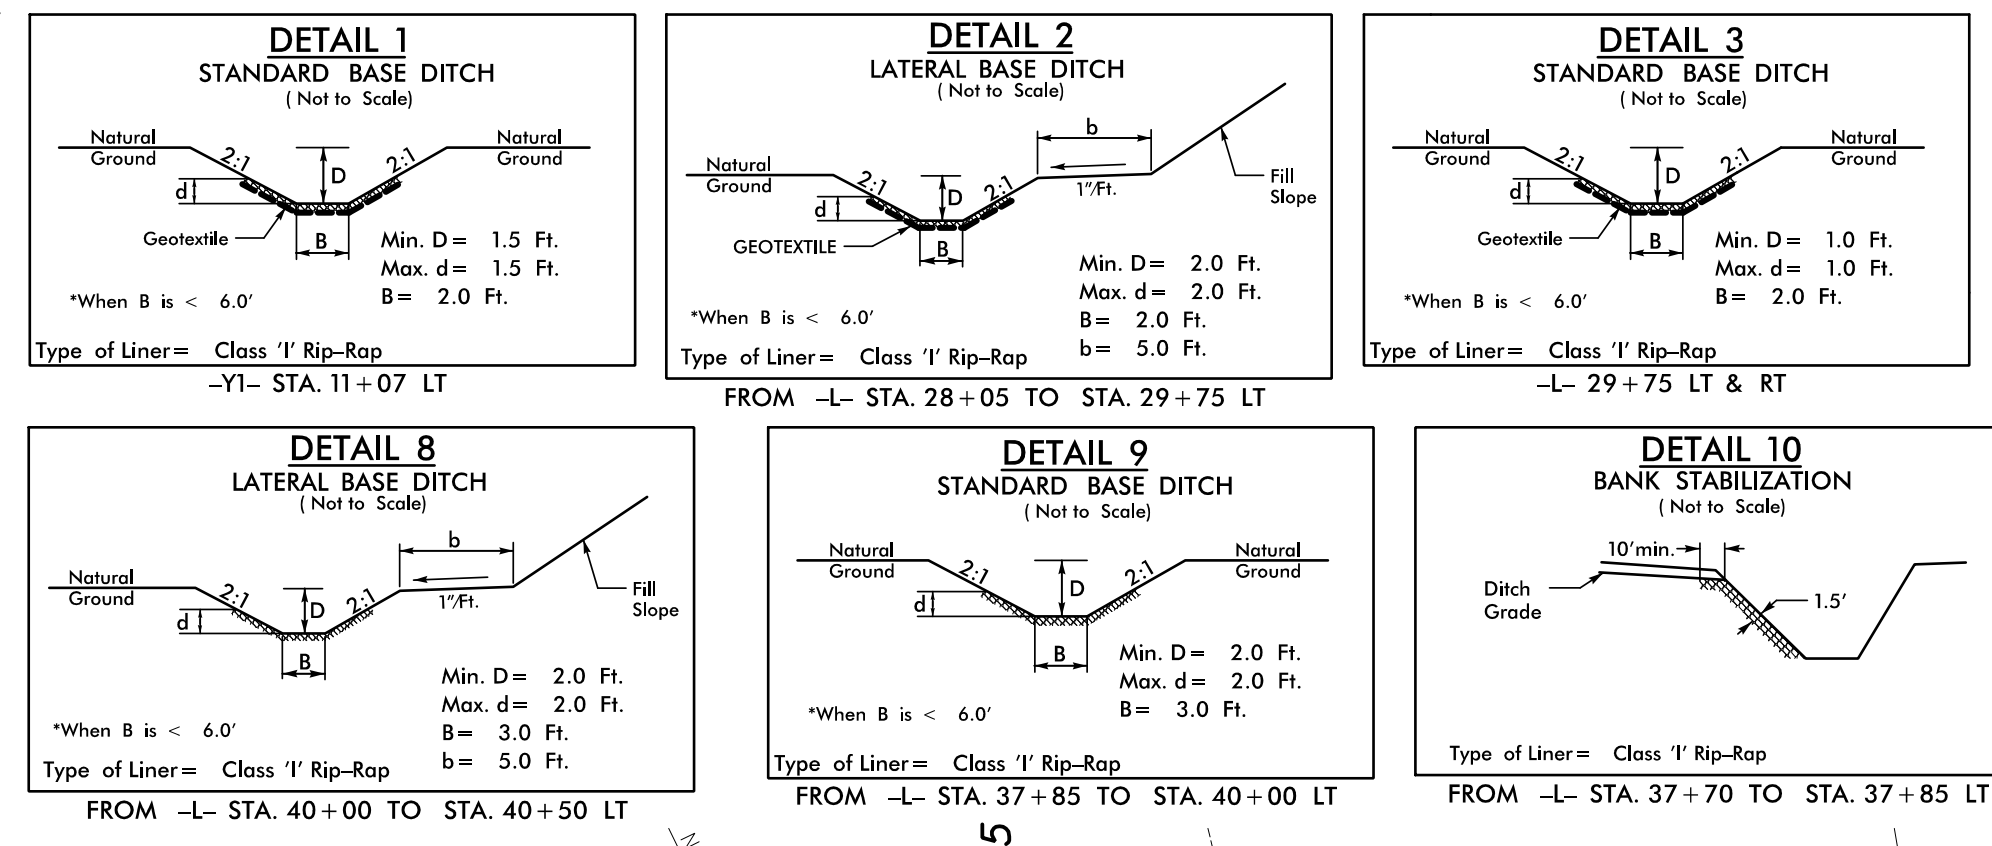 DETAIL 1
STANDARD BASE DITCH
( Not to Scale)
Natural
Ground
2:1
D
2:1
Natural
Ground
d
Geotextile
B
Min. D = 1.5 Ft.
Max. d = 1.5 Ft.
B = 2.0 Ft.
*When B is < 6.0'
Type of Liner = Class 'I' Rip–Rap
–Y1– STA. 11+07 LT
DETAIL 2
LATERAL BASE DITCH
( Not to Scale)
b
Natural
Ground
2:1
D
2:1
1"/Ft.
Fill
Slope
d
GEOTEXTILE
B
Min. D = 2.0 Ft.
Max. d = 2.0 Ft.
B = 2.0 Ft.
b = 5.0 Ft.
*When B is < 6.0'
Type of Liner = Class 'I' Rip–Rap
FROM –L– STA. 28+05 TO STA. 29+75 LT
DETAIL 3
STANDARD BASE DITCH
( Not to Scale)
Natural
Ground
2:1
D
2:1
Natural
Ground
d
Geotextile
B
Min. D = 1.0 Ft.
Max. d = 1.0 Ft.
B = 2.0 Ft.
*When B is < 6.0'
Type of Liner = Class 'I' Rip–Rap
–L– 29+75 LT & RT
DETAIL 8
LATERAL BASE DITCH
( Not to Scale)
b
Natural
Ground
2:1
D
2:1
1"/Ft.
Fill
Slope
d
B
Min. D = 2.0 Ft.
Max. d = 2.0 Ft.
B = 3.0 Ft.
b = 5.0 Ft.
*When B is < 6.0'
Type of Liner = Class 'I' Rip–Rap
FROM –L– STA. 40+00 TO STA. 40+50 LT
DETAIL 9
STANDARD BASE DITCH
( Not to Scale)
Natural
Ground
2:1
D
2:1
Natural
Ground
d
B
Min. D = 2.0 Ft.
Max. d = 2.0 Ft.
B = 3.0 Ft.
*When B is < 6.0'
Type of Liner = Class 'I' Rip–Rap
FROM –L– STA. 37+85 TO STA. 40+00 LT
DETAIL 10
BANK STABILIZATION
( Not to Scale)
10'min.
Ditch
Grade
1.5'
Type of Liner = Class 'I' Rip–Rap
FROM –L– STA. 37+70 TO STA. 37+85 LT
5